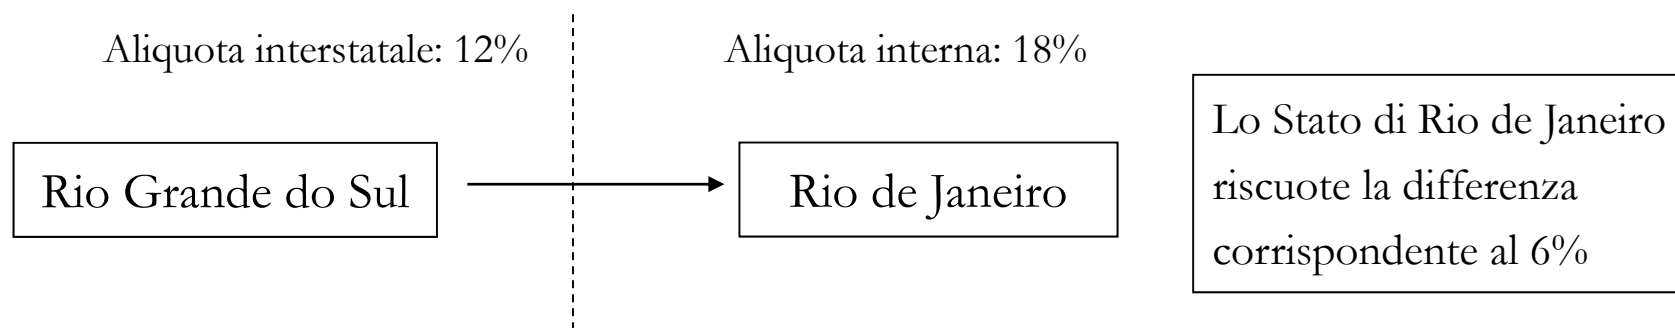 Aliquota interstatale: 12%
Aliquota interna: 18%
Rio Grande do Sul
Rio de Janeiro
Lo Stato di Rio de Janeiro
riscuote la differenza
corrispondente al 6%